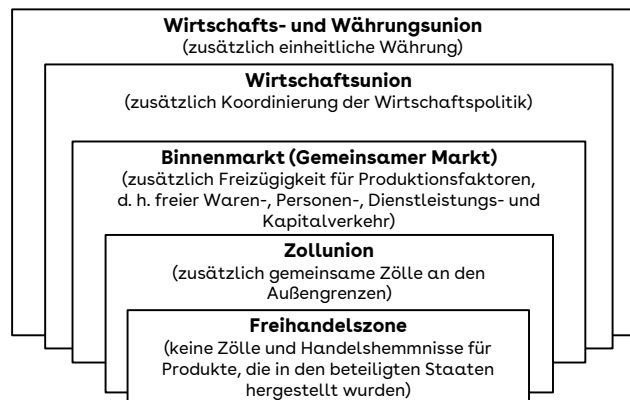 Wirtschafts- und Währungsunion
(zusätzlich einheitliche Währung)
Wirtschaftsunion
(zusätzlich Koordinierung der Wirtschaftspolitik)
Binnenmarkt (Gemeinsamer Markt)
(zusätzlich Freizügigkeit für Produktionsfaktoren,
d. h. freier Waren-, Personen-, Dienstleistungs- und
Kapitalverkehr)
Zollunion
(zusätzlich gemeinsame Zölle an den
Außengrenzen)
Freihandelszone
(keine Zölle und Handelshemmnisse für
Produkte, die in den beteiligten Staaten
hergestellt wurden)